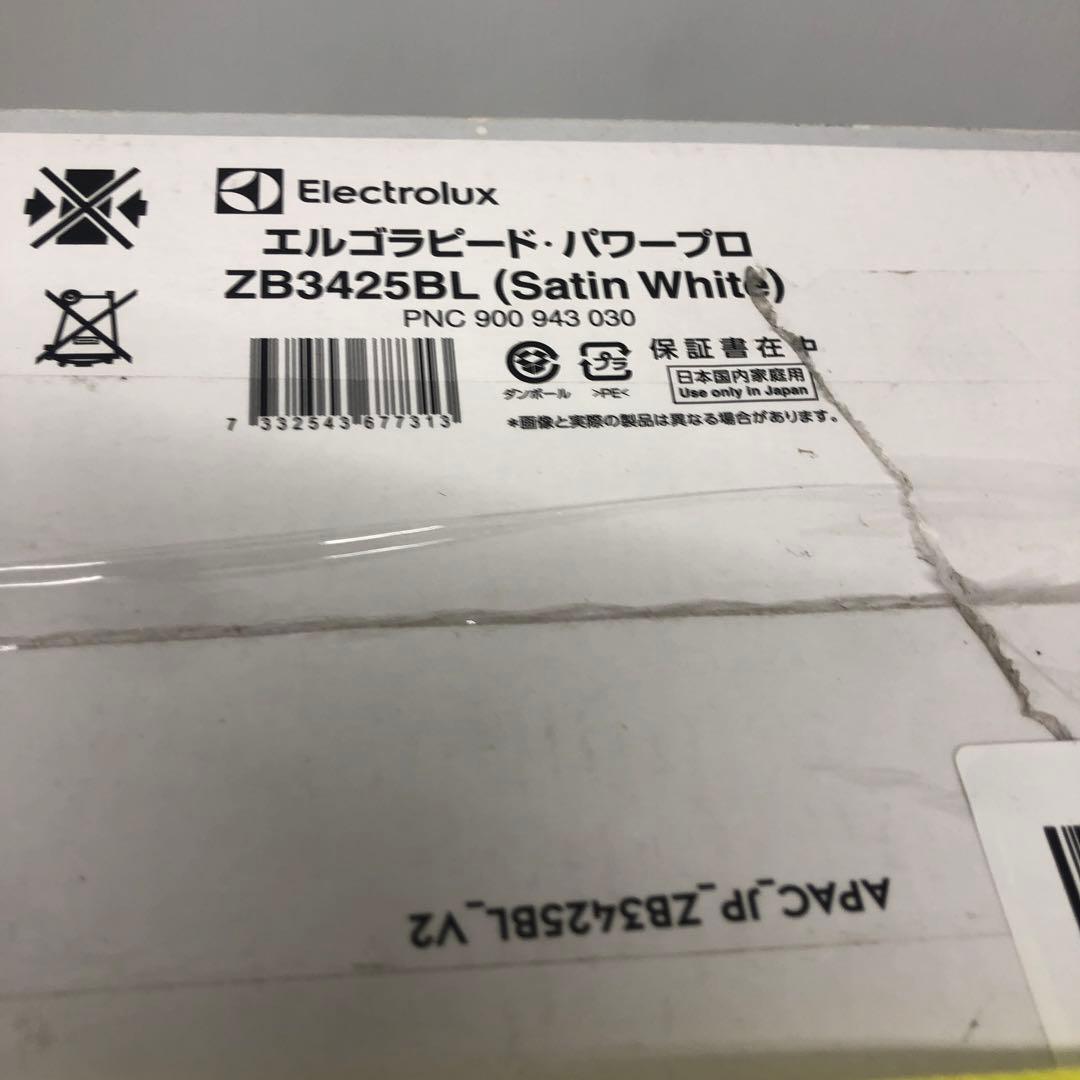 Electrolux
エルゴラピード・パワープロ
ZB3425BL (Satin White)
PNC 900 943 030
保証書在中
ダンボール
プラ
>PE<
日本国内家庭用
Use only in Japan
7 332543 677313
*画像と実際の製品は異なる場合があります。
APAC_JP_ZB3425BL_V2